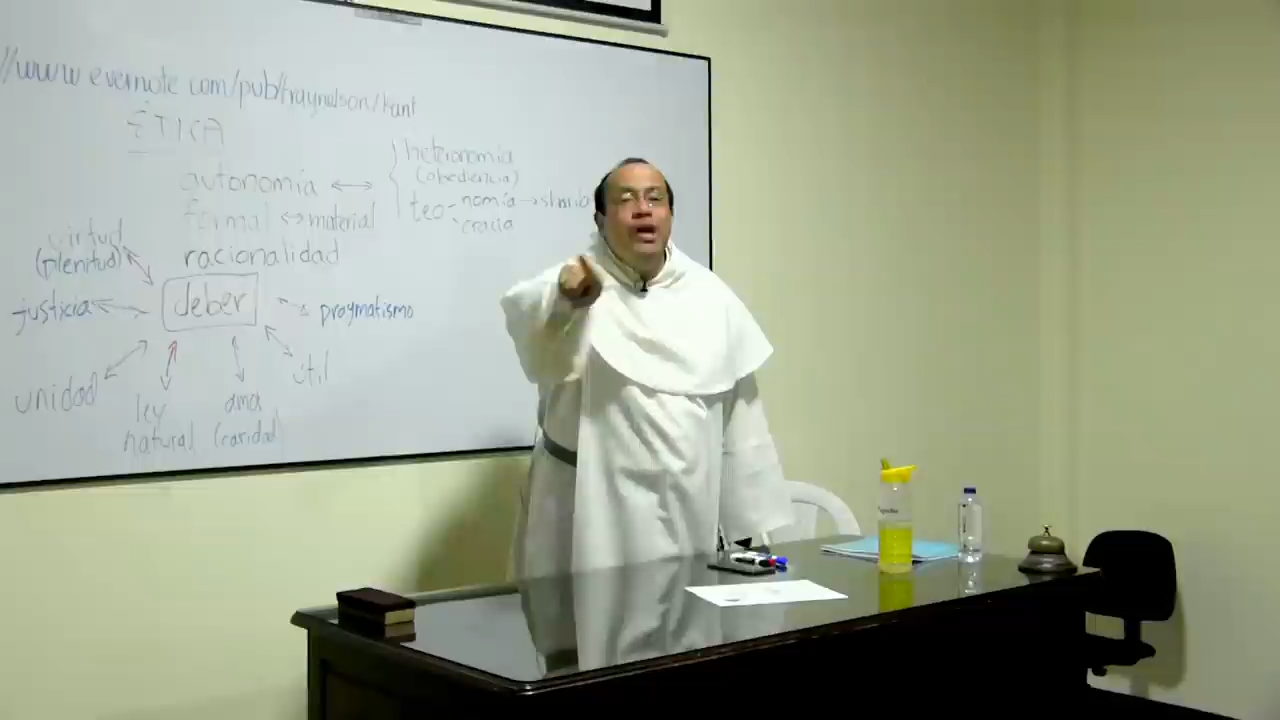 //www.evernote.com/pub/fraynelson/kant
ÉTICA
autonomía ↔ heteronomía
(obediencia)
teo- nomía →
cracia
formal ↔ material
racionalidad
virtud
(plenitud)
justicia
deber
pragmatismo
útil
unidad
ley
natural
ama
(caridad)